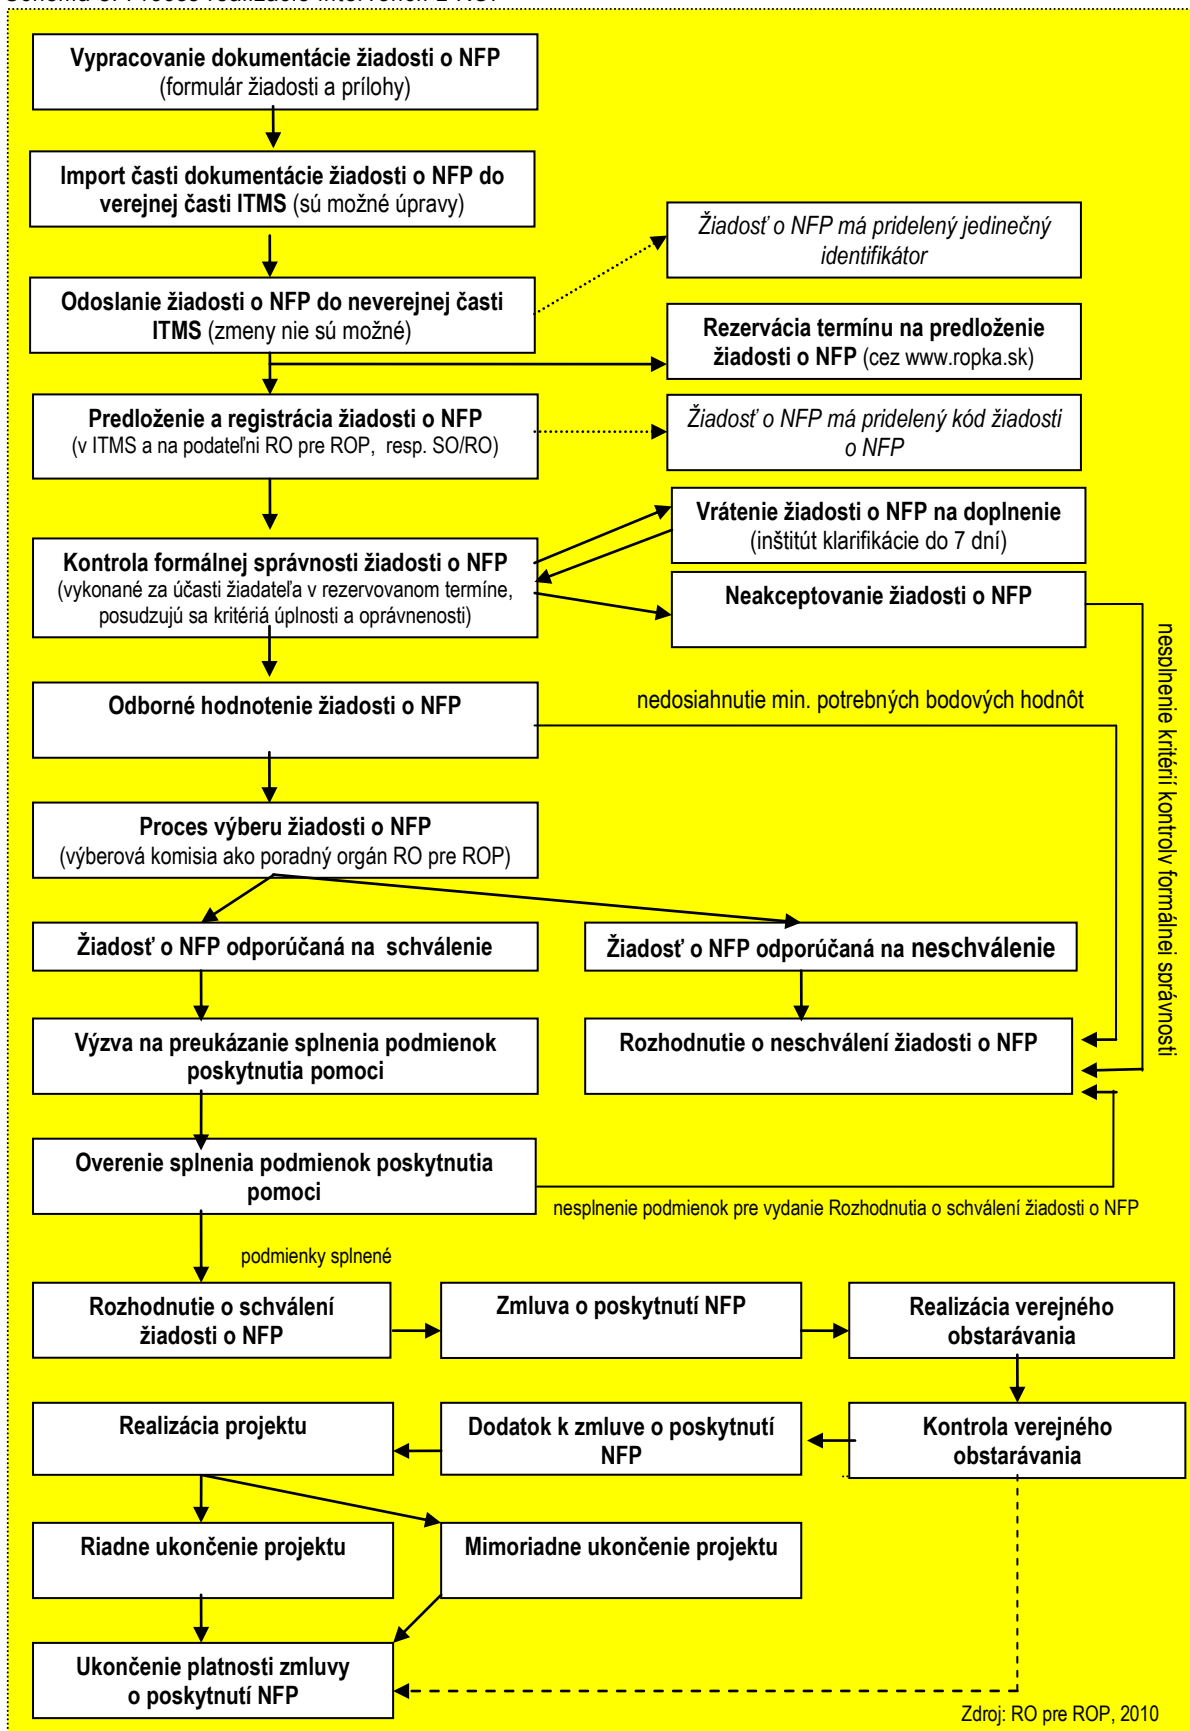 Vypracovanie dokumentácie žiadosti o NFP
(formulár žiadosti a prílohy)
Import časti dokumentácie žiadosti o NFP do
verejnej časti ITMS (sú možné úpravy)
Žiadosť o NFP má pridelený jedinečný
identifikátor
Odoslanie žiadosti o NFP do neverejnej časti
ITMS (zmeny nie sú možné)
Rezervácia termínu na predloženie
žiadosti o NFP (cez www.ropka.sk)
Predloženie a registrácia žiadosti o NFP
(v ITMS a na podateľni RO pre ROP, resp. SO/RO)
Žiadosť o NFP má pridelený kód žiadosti
o NFP
Vrátenie žiadosti o NFP na doplnenie
(inštitút klarifikácie do 7 dní)
Kontrola formálnej správnosti žiadosti o NFP
(vykonané za účasti žiadateľa v rezervovanom termíne,
posudzujú sa kritériá úplnosti a oprávnenosti)
Neakceptovanie žiadosti o NFP
nesplnenie kritérií kontroly formálnej správnosti
Odborné hodnotenie žiadosti o NFP
nedosiahnutie min. potrebných bodových hodnôt
Proces výberu žiadosti o NFP
(výberová komisia ako poradný orgán RO pre ROP)
Žiadosť o NFP odporúčaná na schválenie
Žiadosť o NFP odporúčaná na neschválenie
Výzva na preukázanie splnenia podmienok
poskytnutia pomoci
Rozhodnutie o neschválení žiadosti o NFP
Overenie splnenia podmienok poskytnutia
pomoci
nesplnenie podmienok pre vydanie Rozhodnutia o schválení žiadosti o NFP
podmienky splnené
Rozhodnutie o schválení
žiadosti o NFP
Zmluva o poskytnutí NFP
Realizácia verejného
obstarávania
Realizácia projektu
Dodatok k zmluve o poskytnutí
NFP
Kontrola verejného
obstarávania
Riadne ukončenie projektu
Mimoriadne ukončenie projektu
Ukončenie platnosti zmluvy
o poskytnutí NFP
Zdroj: RO pre ROP, 2010